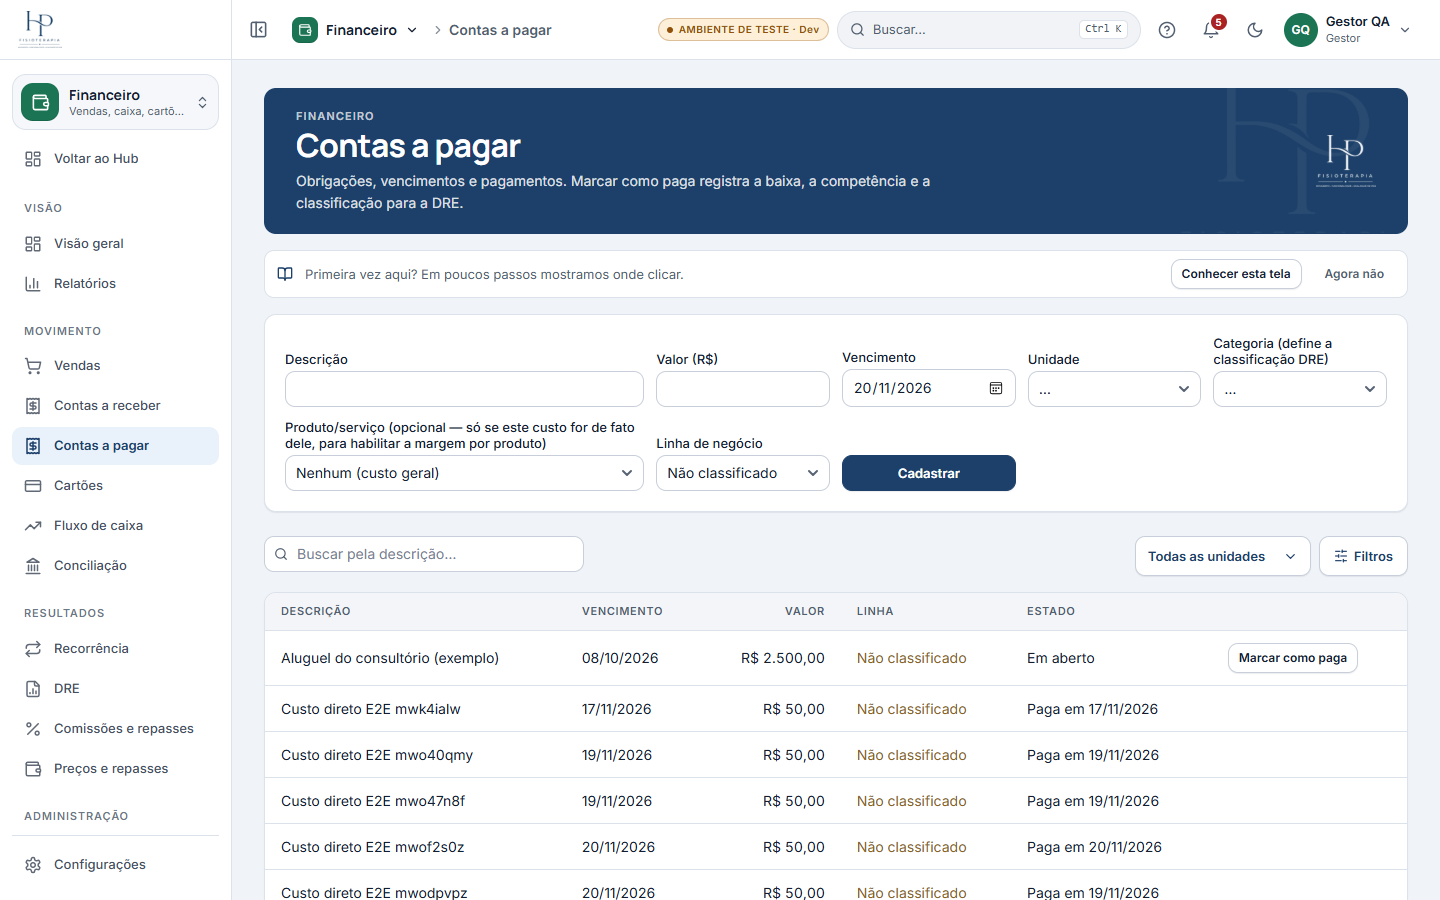 HP
FISIOTERAPIA
Financeiro
Contas a pagar
AMBIENTE DE TESTE · Dev
Buscar...
Ctrl K
5
GQ
Gestor QA
Gestor
Financeiro
Vendas, caixa, cartõ...
Voltar ao Hub
VISÃO
Visão geral
Relatórios
MOVIMENTO
Vendas
Contas a receber
Contas a pagar
Cartões
Fluxo de caixa
Conciliação
RESULTADOS
Recorrência
DRE
Comissões e repasses
Preços e repasses
ADMINISTRAÇÃO
Configurações
FINANCEIRO
Contas a pagar
Obrigações, vencimentos e pagamentos. Marcar como paga registra a baixa, a competência e a
classificação para a DRE.
HP
FISIOTERAPIA
Primeira vez aqui? Em poucos passos mostramos onde clicar.
Conhecer esta tela
Agora não
Descrição
Valor (R$)
Vencimento
20/11/2026
Unidade
...
Categoria (define a
classificação DRE)
...
Produto/serviço (opcional — só se este custo for de fato
dele, para habilitar a margem por produto)
Nenhum (custo geral)
Linha de negócio
Não classificado
Cadastrar
Buscar pela descrição...
Todas as unidades
Filtros
DESCRIÇÃO VENCIMENTO VALOR LINHA ESTADO
Aluguel do consultório (exemplo) 08/10/2026 R$ 2.500,00 Não classificado Em aberto Marcar como paga
Custo direto E2E mwk4ialw 17/11/2026 R$ 50,00 Não classificado Paga em 17/11/2026
Custo direto E2E mwo40qmy 19/11/2026 R$ 50,00 Não classificado Paga em 19/11/2026
Custo direto E2E mwo47n8f 19/11/2026 R$ 50,00 Não classificado Paga em 19/11/2026
Custo direto E2E mwof2s0z 20/11/2026 R$ 50,00 Não classificado Paga em 20/11/2026
Custo direto E2E mwodpvpz 20/11/2026 R$ 50,00 Não classificado Paga em 19/11/2026